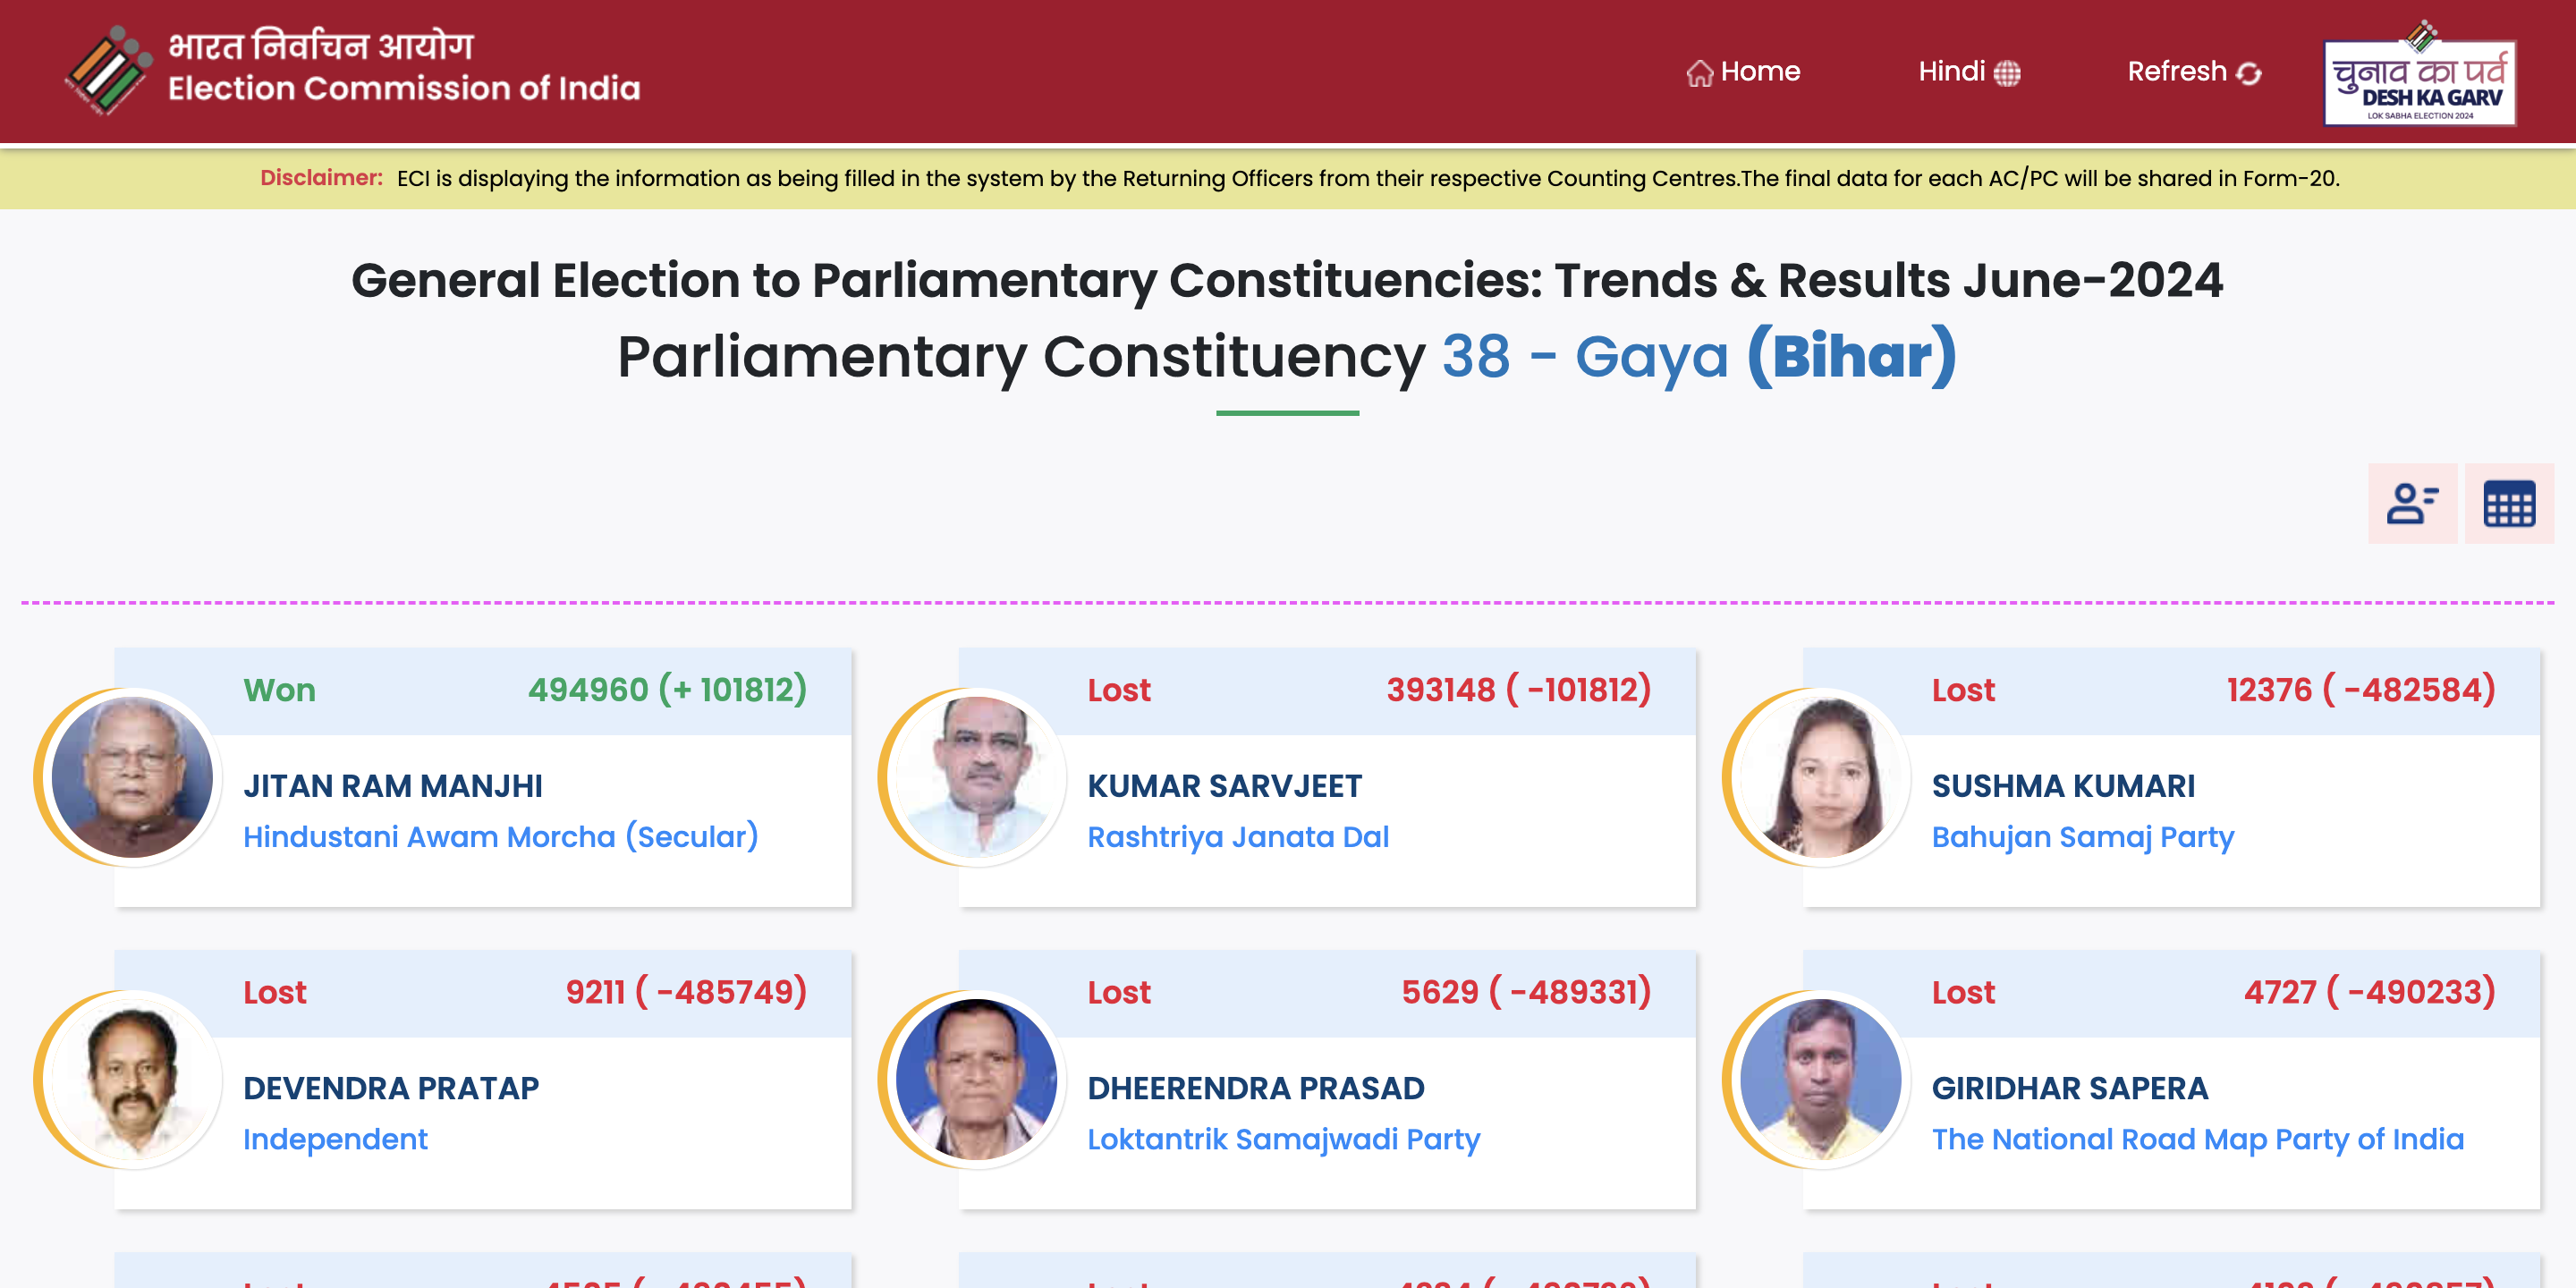 भारत निर्वाचन आयोग
Election Commission of India
Home
Hindi
Refresh
चुनाव का पर्व
DESH KA GARV
LOK SABHA ELECTION 2024
Disclaimer: ECI is displaying the information as being filled in the system by the Returning Officers from their respective Counting Centres.The final data for each AC/PC will be shared in Form-20.
General Election to Parliamentary Constituencies: Trends & Results June-2024
Parliamentary Constituency 38 - Gaya (Bihar)
Won 494960 (+ 101812)
JITAN RAM MANJHI
Hindustani Awam Morcha (Secular)
Lost 393148 ( -101812)
KUMAR SARVJEET
Rashtriya Janata Dal
Lost 12376 ( -482584)
SUSHMA KUMARI
Bahujan Samaj Party
Lost 9211 ( -485749)
DEVENDRA PRATAP
Independent
Lost 5629 ( -489331)
DHEERENDRA PRASAD
Loktantrik Samajwadi Party
Lost 4727 ( -490233)
GIRIDHAR SAPERA
The National Road Map Party of India